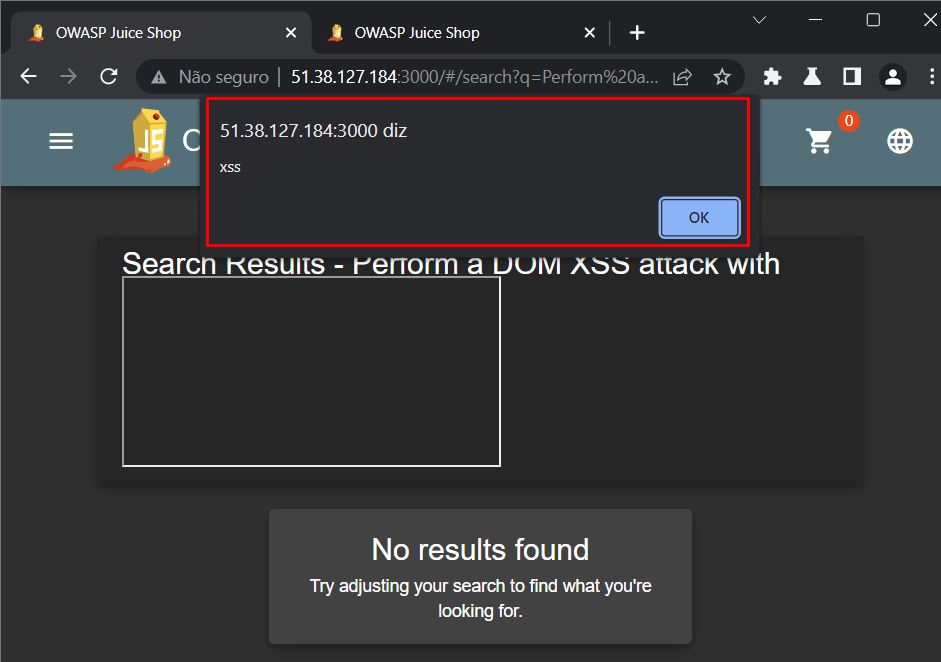 OWASP Juice Shop
OWASP Juice Shop
Não seguro 51.38.127.184:3000/#/search?q=Perform%20a...
JS
O
0
51.38.127.184:3000 diz
xss
OK
Search Results - Perform a DOM XSS attack with
No results found
Try adjusting your search to find what you're
looking for.